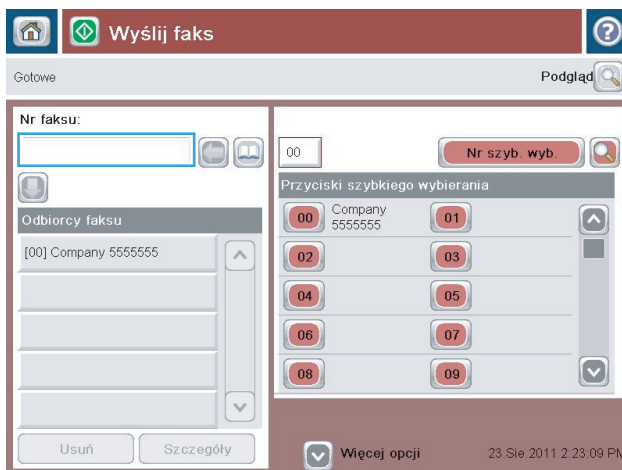 Wyślij faks
?
Gotowe
Podgląd
Nr faksu:
00
Nr szyb. wyb.
Przyciski szybkiego wybierania
00 Company 01
5555555
02 03
04 05
06 07
08 09
Odbiorcy faksu
[00] Company 5555555
Usuń Szczegóły
Więcej opcji
23.Sie.2011 2:23:09 PM